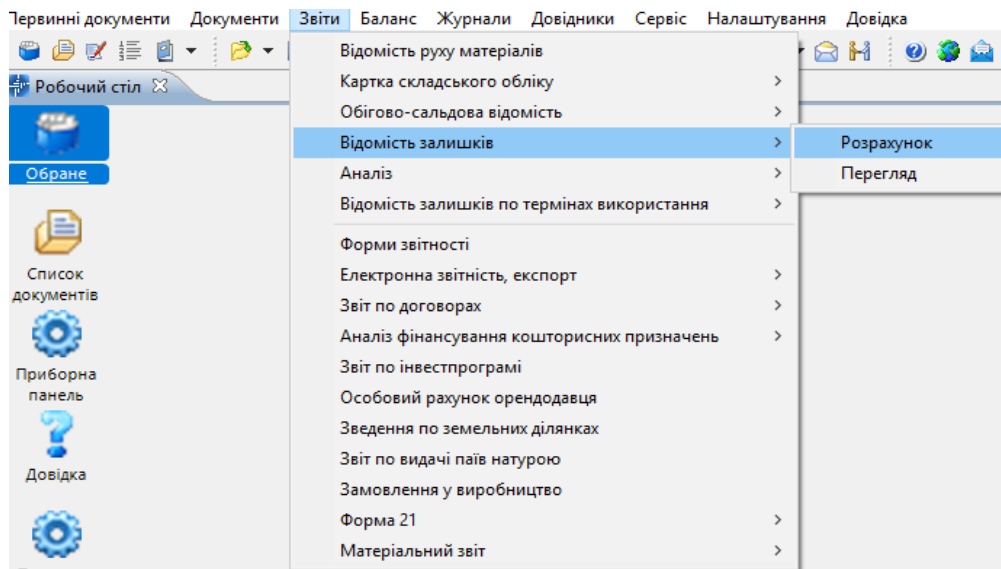 Первинні документи Документи Звіти Баланс Журнали Довідники Сервіс Налаштування Довідка
Робочий стіл
Обране
Список
документів
Приборна
панель
Довідка
Відомість руху матеріалів
Картка складського обліку
Обігово-сальдова відомість
Відомість залишків
Аналіз
Відомість залишків по термінах використання
Форми звітності
Електронна звітність, експорт
Звіт по договорах
Аналіз фінансування кошторисних призначень
Звіт по інвестпрограмі
Особовий рахунок орендодавця
Зведення по земельних ділянках
Звіт по видачі паїв натурою
Замовлення у виробництво
Форма 21
Матеріальний звіт
Розрахунок
Перегляд